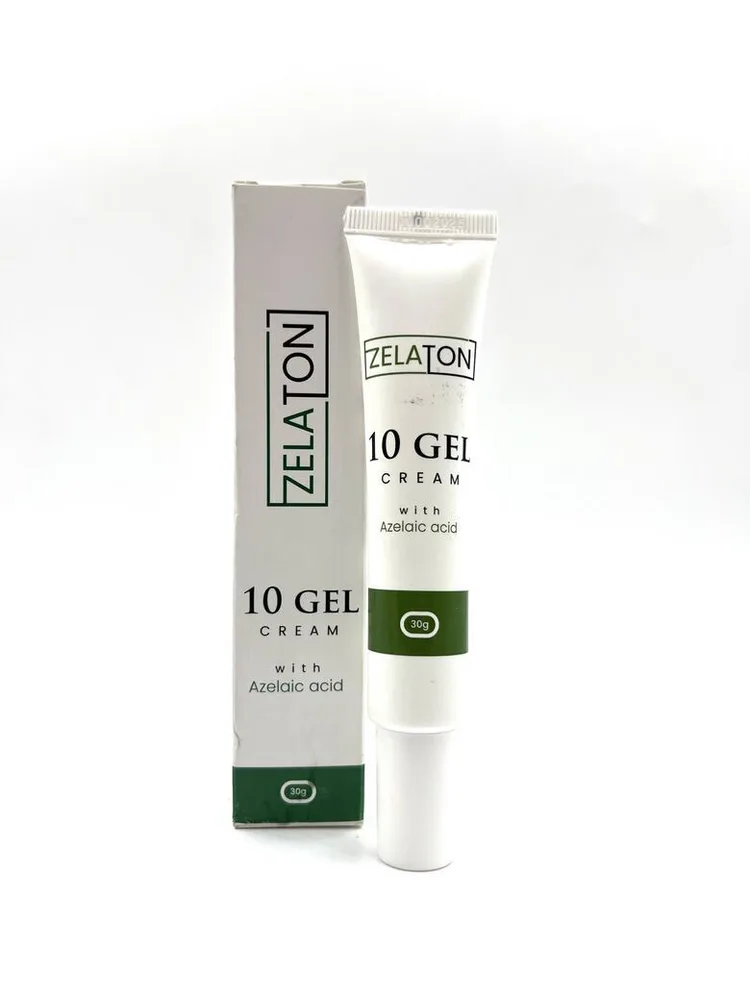 ZELATON
10 GEL
CREAM
with
Azelaic acid
30g
ZELATON
10 GEL
CREAM
with
Azelaic acid
30g